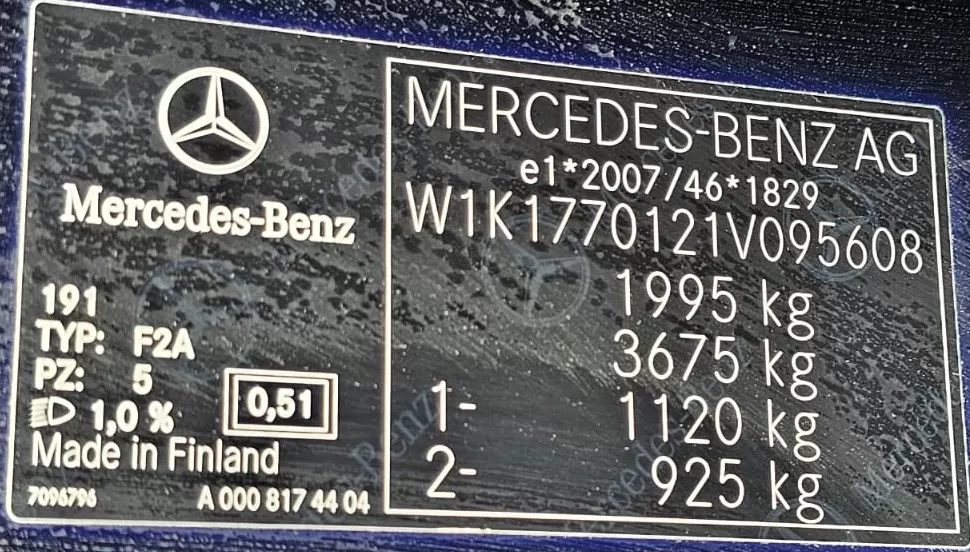 Mercedes-Benz
191
TYP: F2A
PZ: 5
1,0 %
0,51
Made in Finland
7096796
A 000 817 44 04
MERCEDES-BENZ AG
e1*2007/46*1829
W1K1770121V095608
1995 kg
3675 kg
1- 1120 kg
2- 925 kg